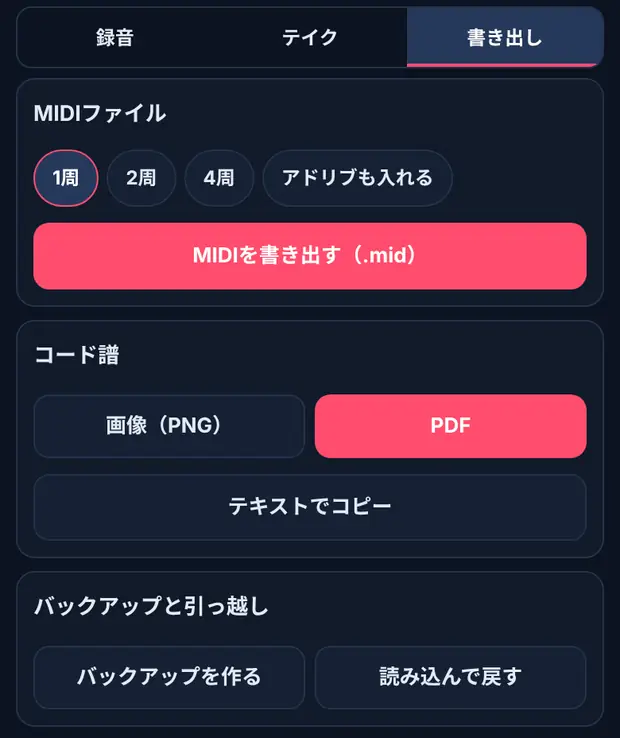 録音 テイク 書き出し
MIDIファイル
1周 2周 4周 アドリブも入れる
MIDIを書き出す（.mid）
コード譜
画像（PNG） PDF
テキストでコピー
バックアップと引っ越し
バックアップを作る 読み込んで戻す